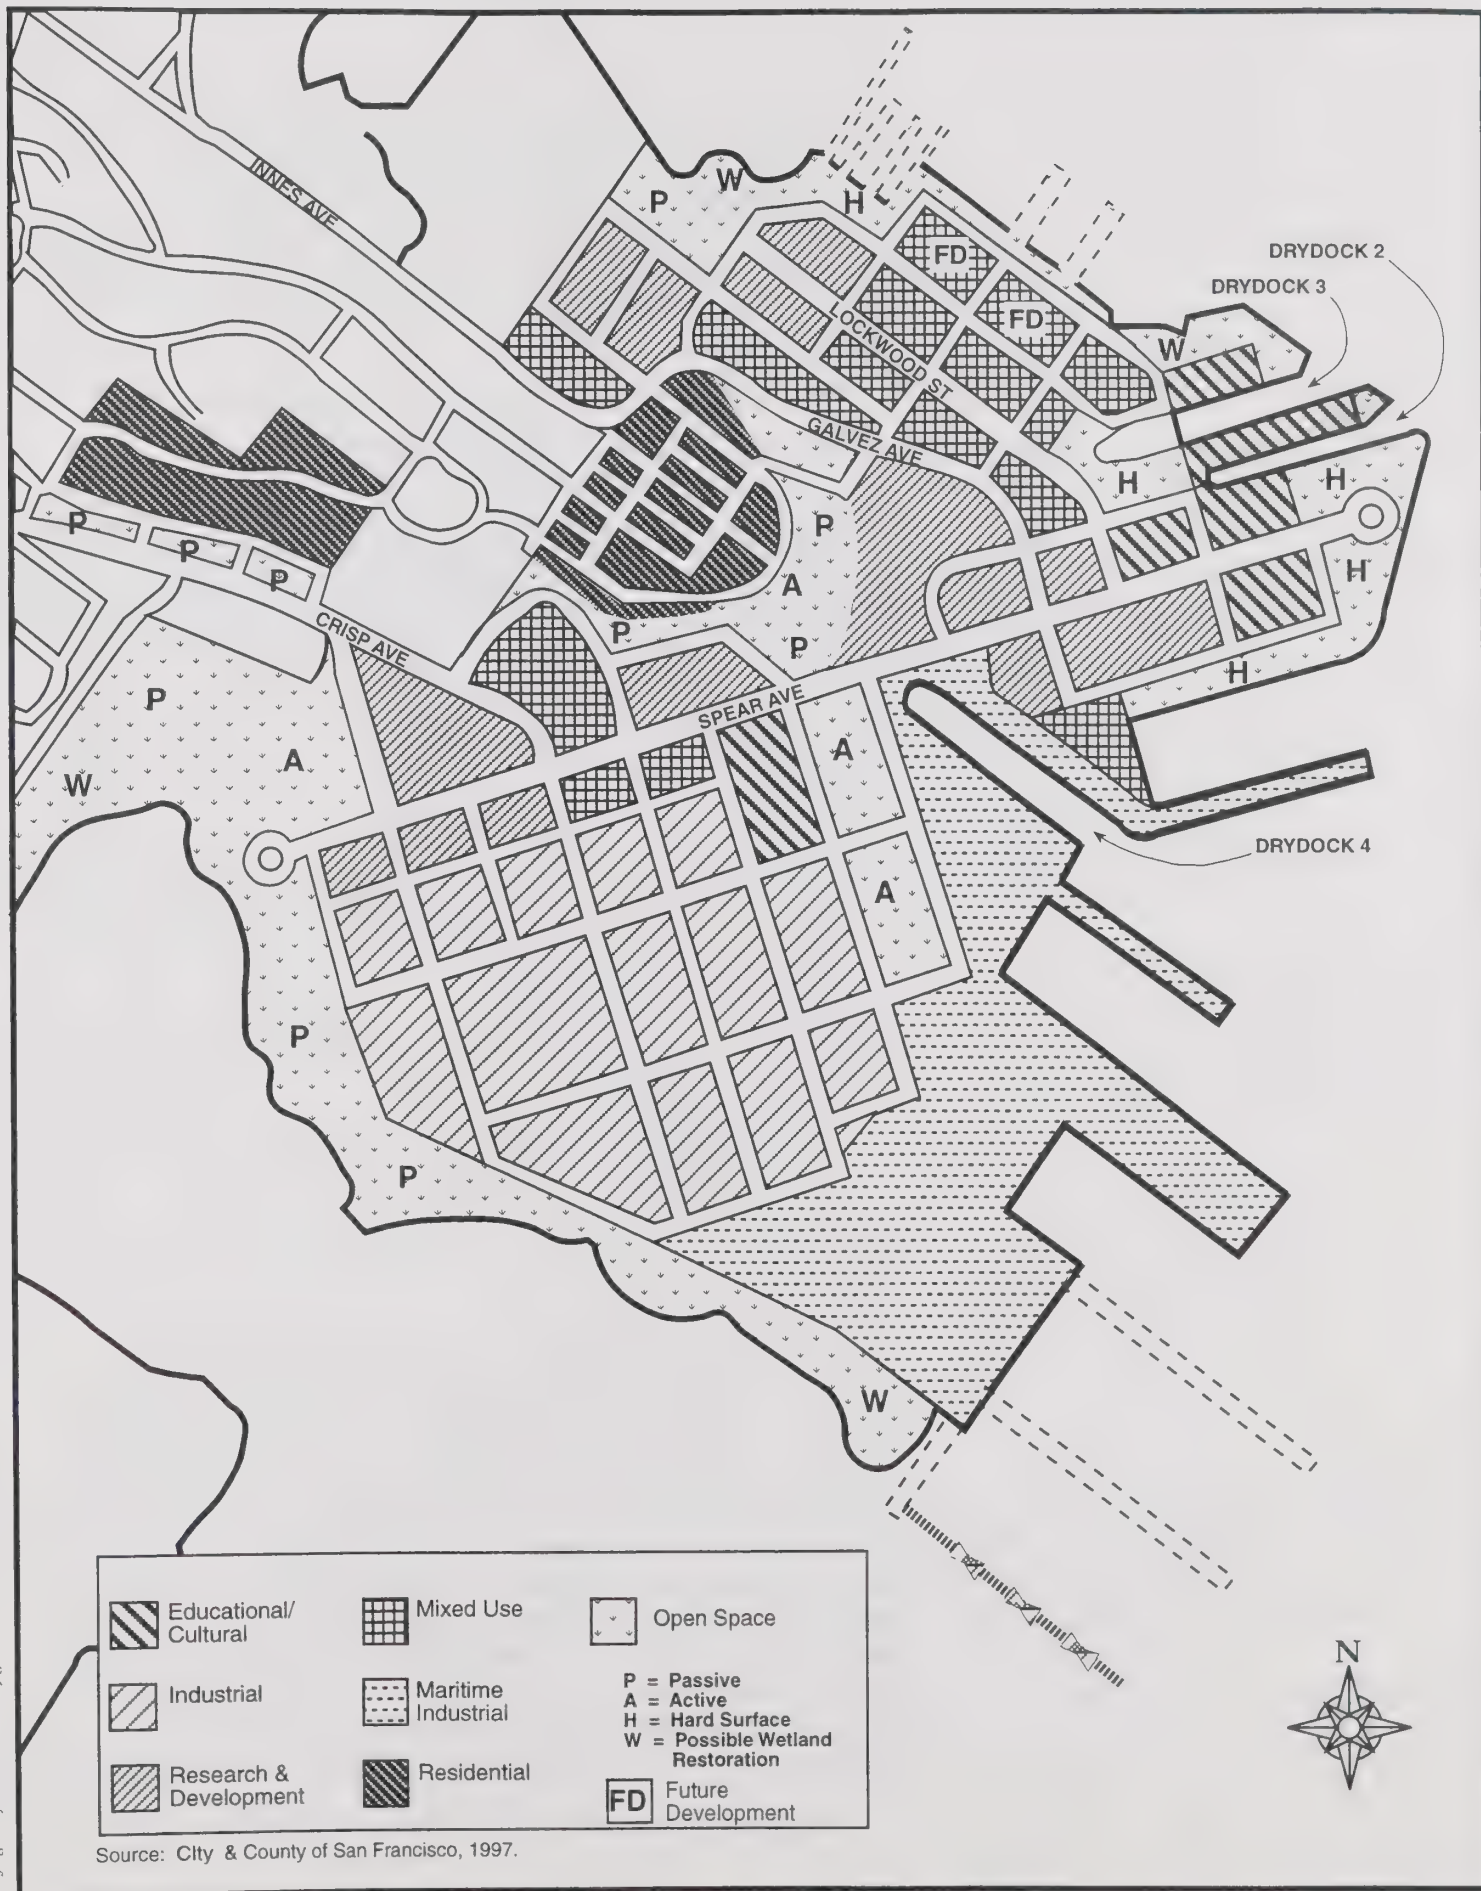 INNES AVE
P
W
H
FD
DRYDOCK 2
DRYDOCK 3
LOCKWOOD ST
FD
W
GALVEZ AVE
H
H
P
P
P
P
A
H
CRISP AVE
P
P
H
P
SPEAR AVE
A
A
W
DRYDOCK 4
A
P
P
W
Educational/
Cultural
Mixed Use
Open Space
Industrial
Maritime
Industrial
P = Passive
A = Active
H = Hard Surface
W = Possible Wetland
Restoration
Research &
Development
Residential
FD
Future
Development
N
Source: CIty & County of San Francisco, 1997.